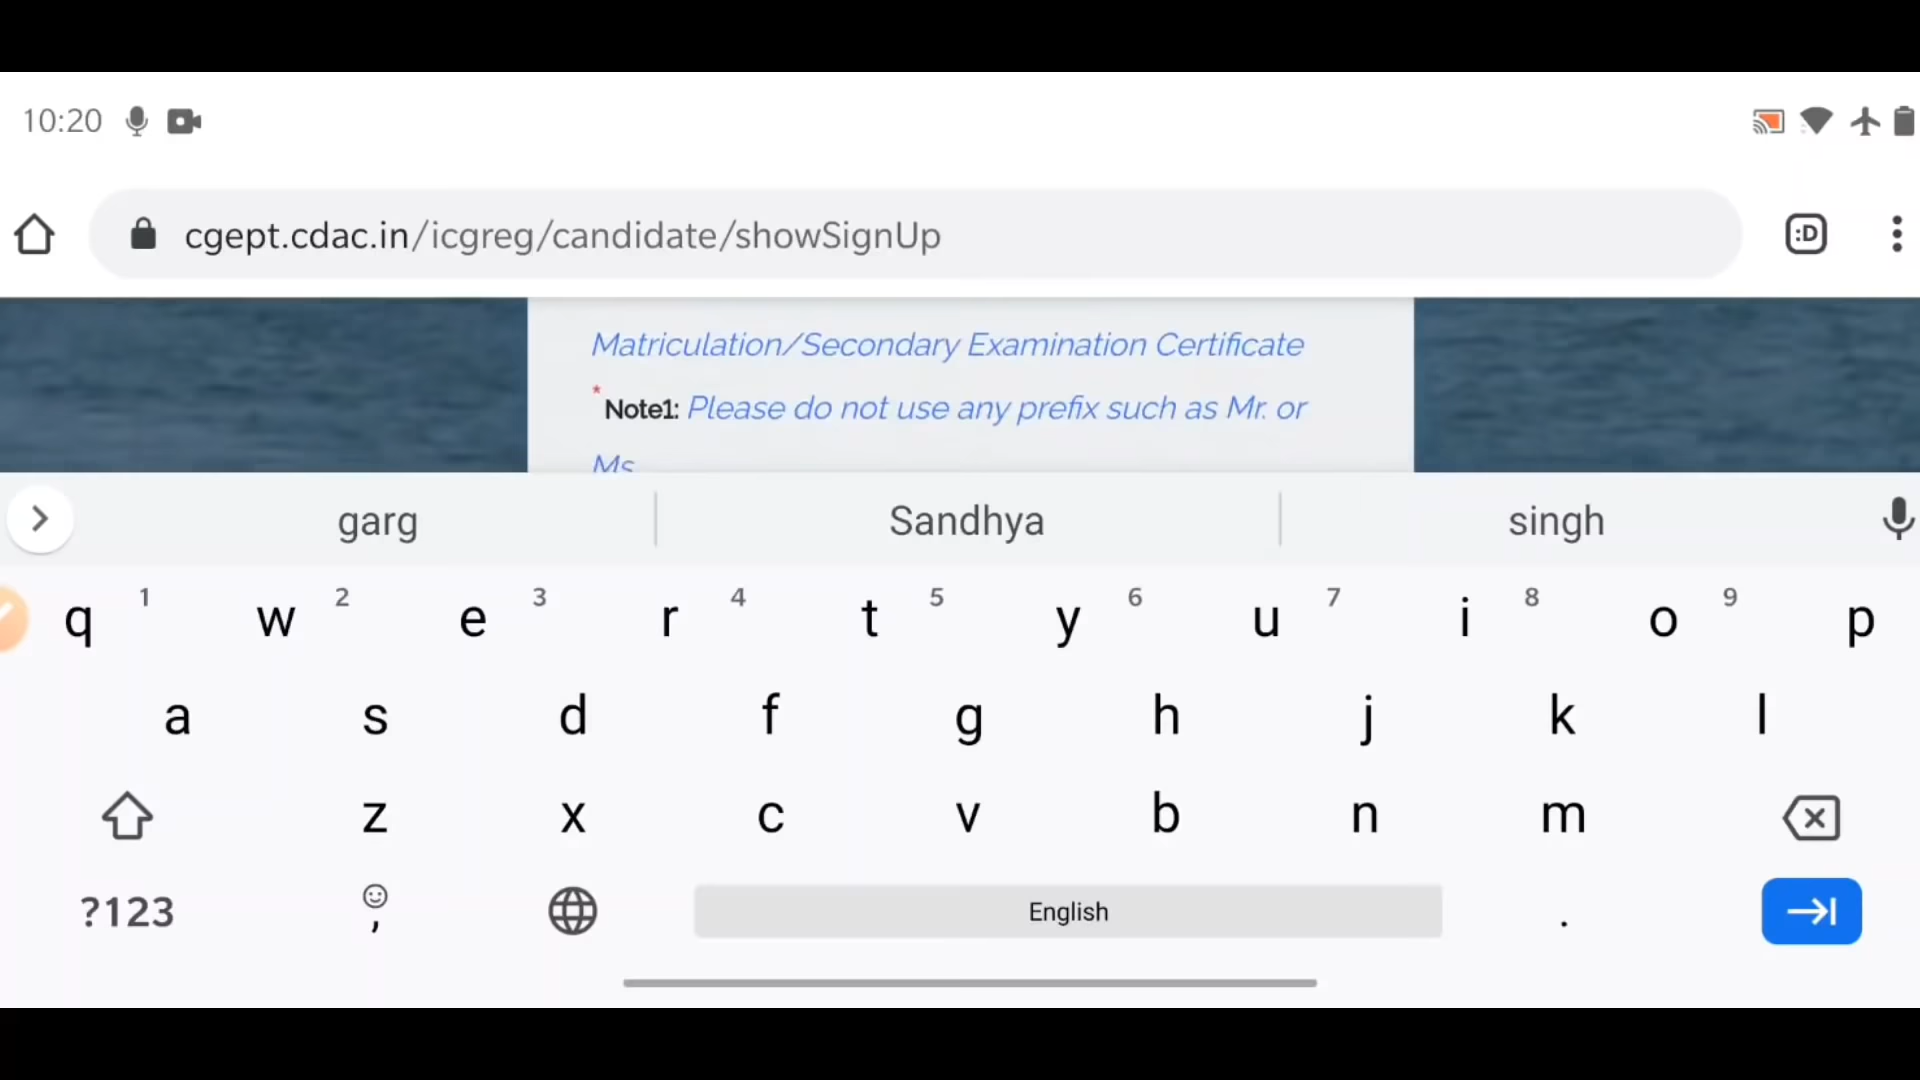 10:20
cgept.cdac.in/icgreg/candidate/showSignUp
:D
Matriculation/Secondary Examination Certificate
*Note1: Please do not use any prefix such as Mr. or
Ms
garg Sandhya singh
q 1 w 2 e 3 r 4 t 5 y 6 u 7 i 8 o 9 p
a s d f g h j k l
z x c v b n m
?123 , English .